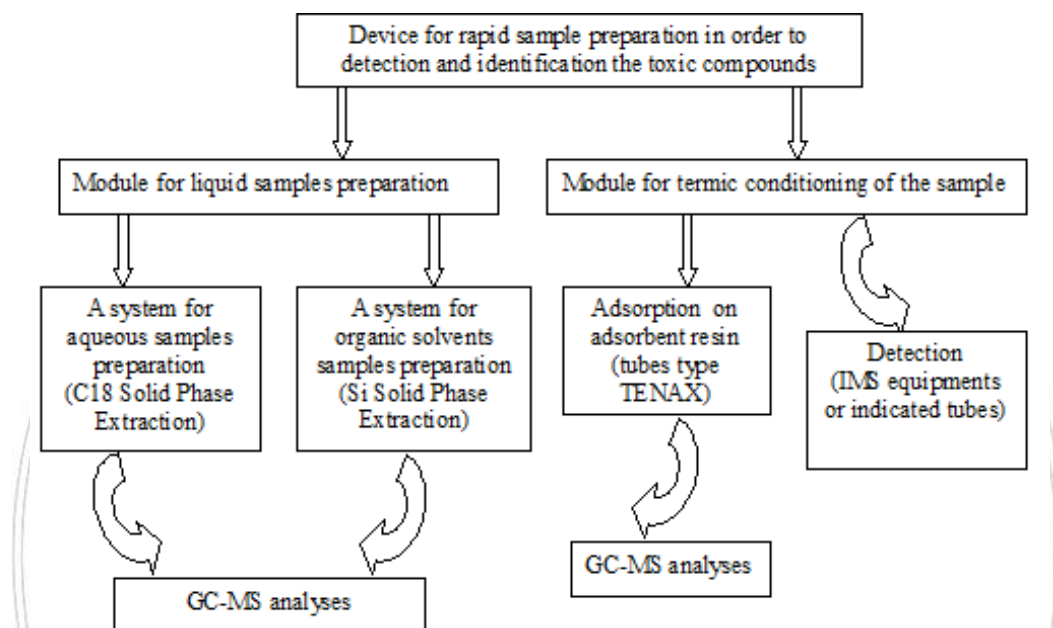 Device for rapid sample preparation in order to
detection and identification the toxic compounds
Module for liquid samples preparation
Module for termic conditioning of the sample
A system for
aqueous samples
preparation
(C18 Solid Phase
Extraction)
A system for
organic solvents
samples preparation
(Si Solid Phase
Extraction)
Adsorption on
adsorbent resin
(tubes type
TENAX)
Detection
(IMS equipments
or indicated tubes)
GC-MS analyses
GC-MS analyses